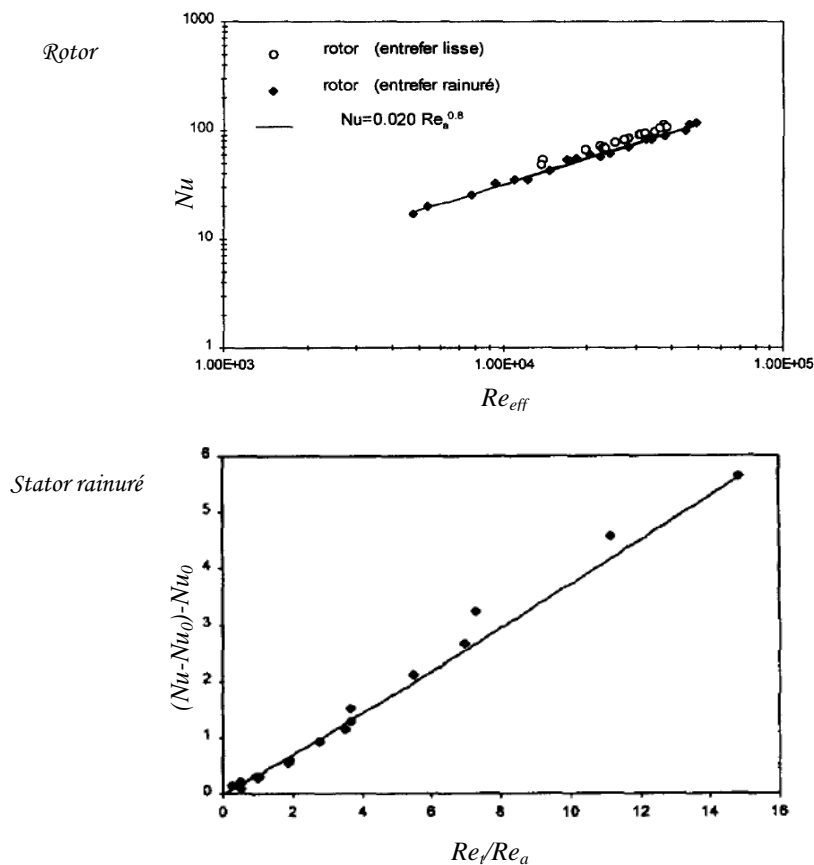 Rotor
1000
100
10
1
rotor (entrefer lisse)
rotor (entrefer rainuré)
Nu=0.020 Reₐ^0.8
Nu
1.00E+03 1.00E+04 1.00E+05
Re_eff
Stator rainuré
6
5
4
3
2
1
0
(Nu-Nu₀)-Nu₀
0 2 4 6 8 10 12 14 16
Re_t/Re_a